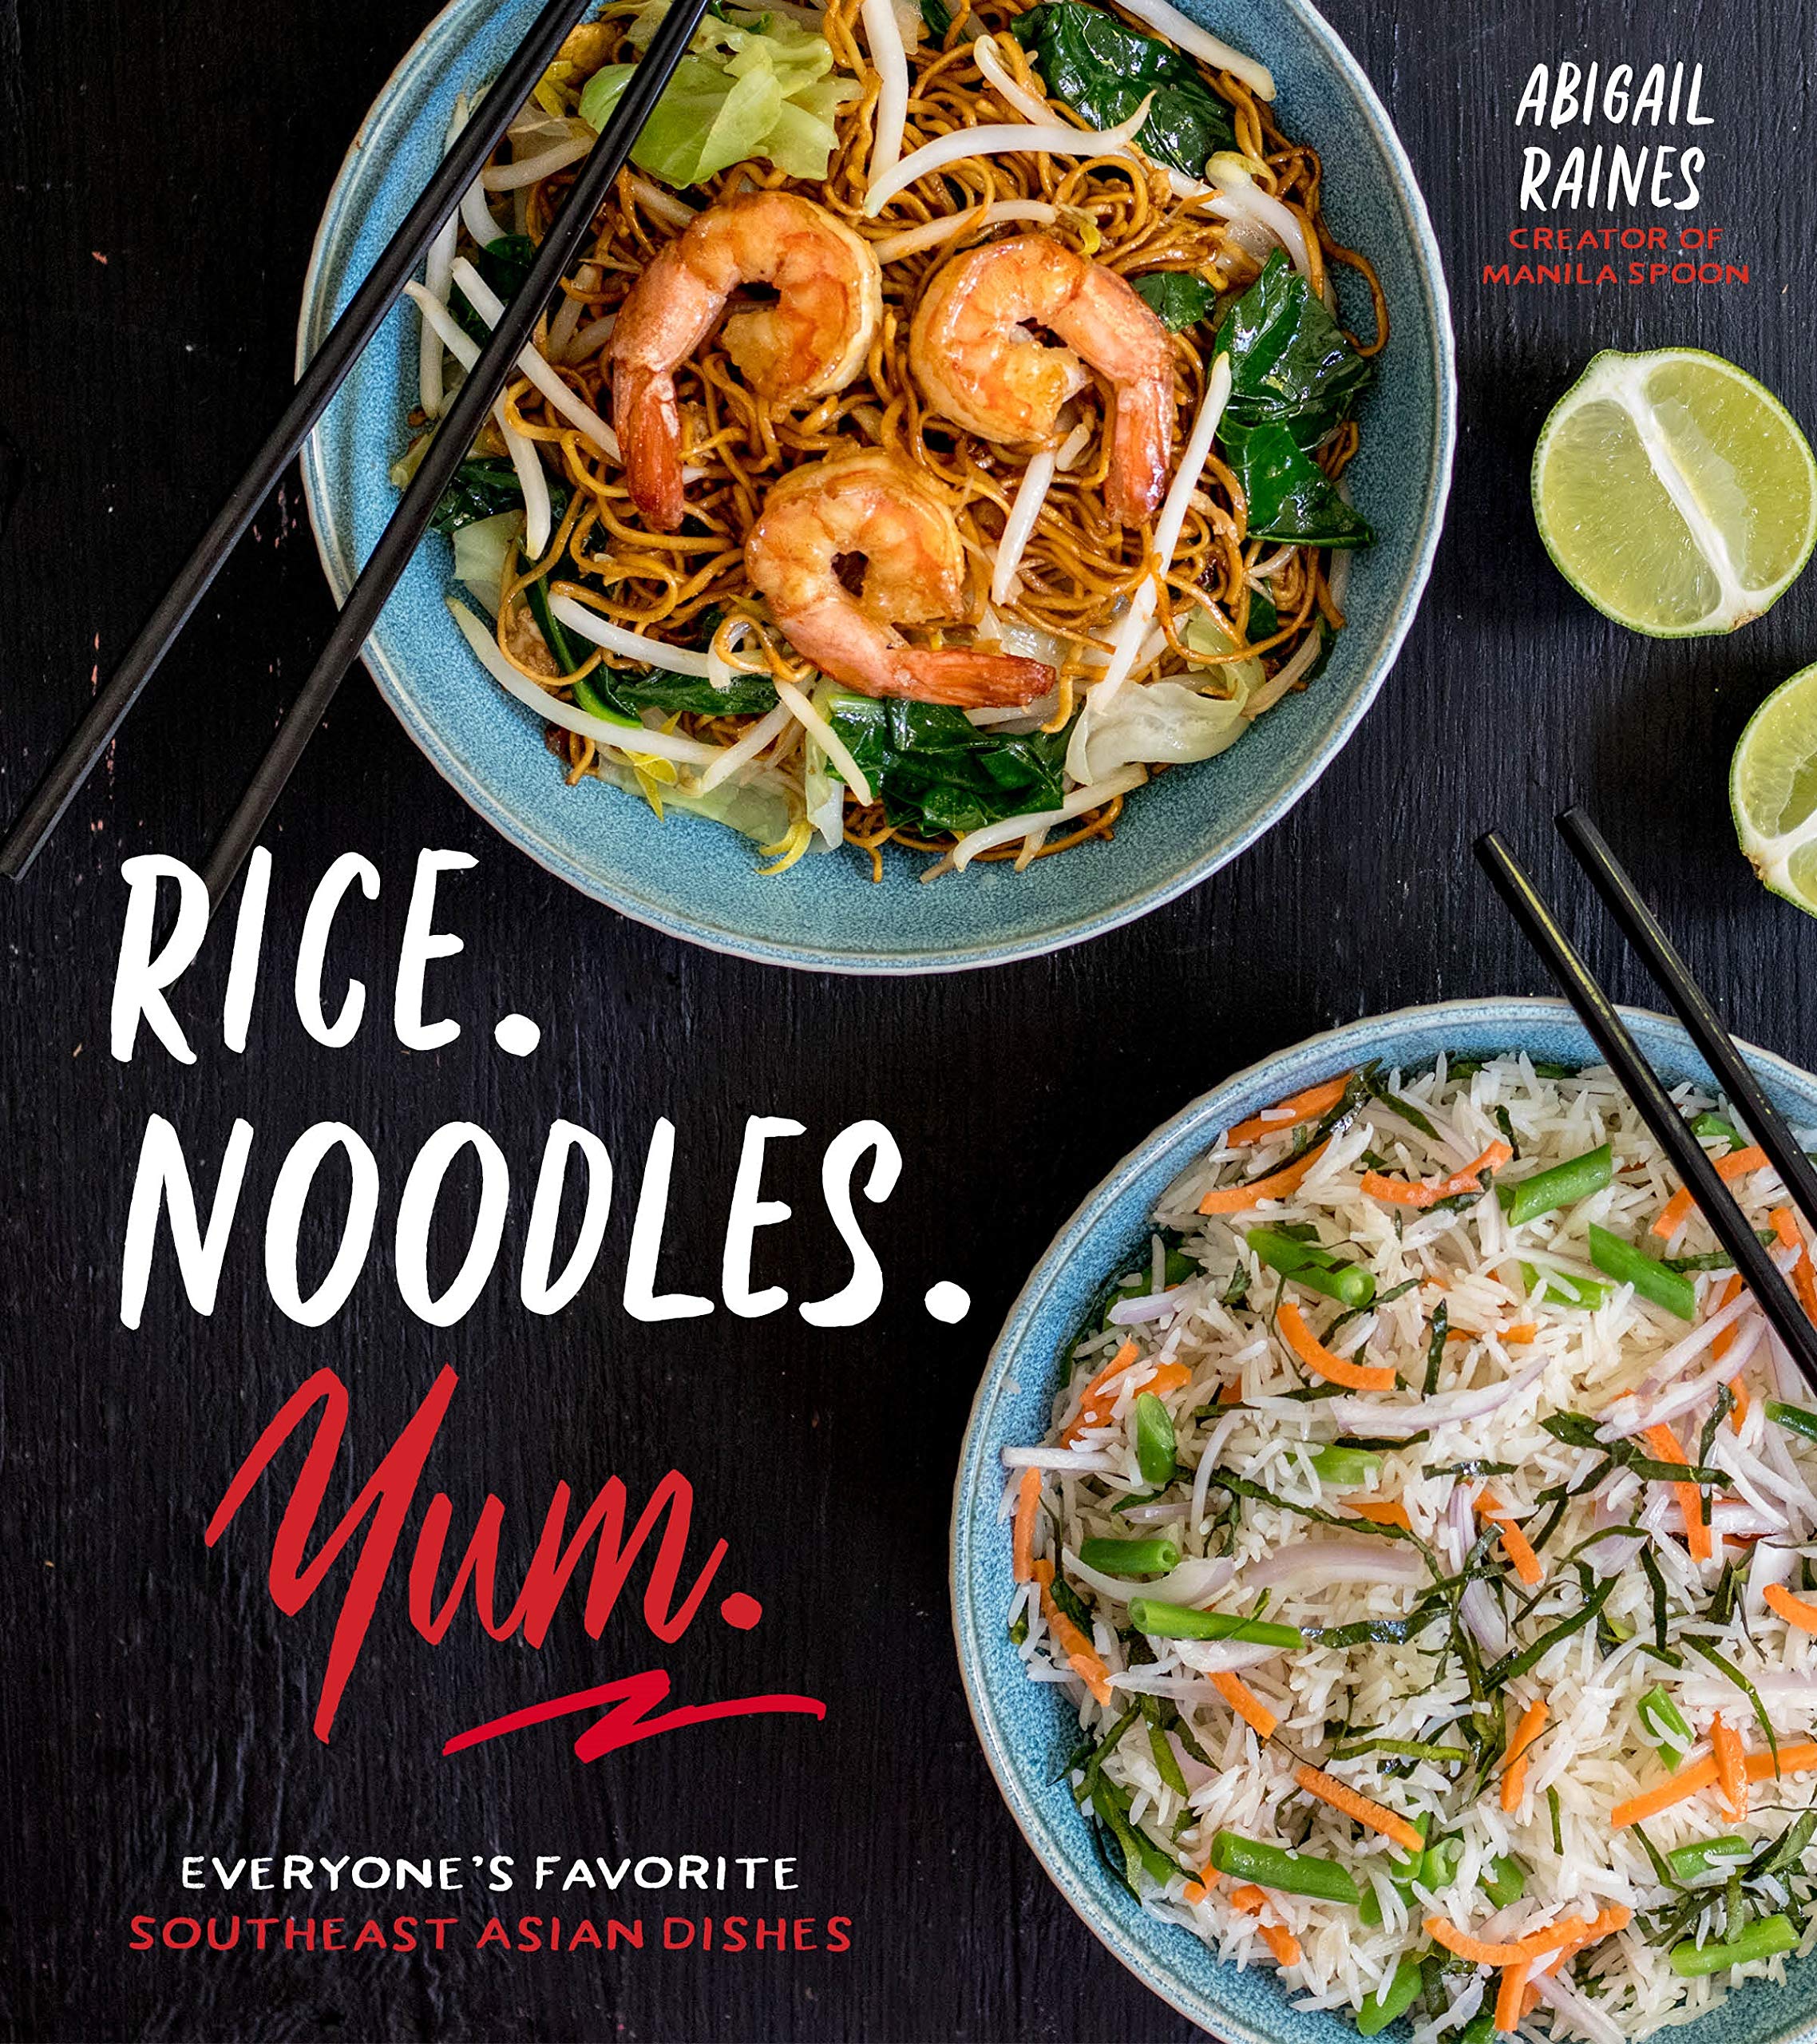 ABIGAIL
RAINES
CREATOR OF
MANILA SPOON
RICE.
NOODLES.
Yum.
EVERYONE'S FAVORITE
SOUTHEAST ASIAN DISHES